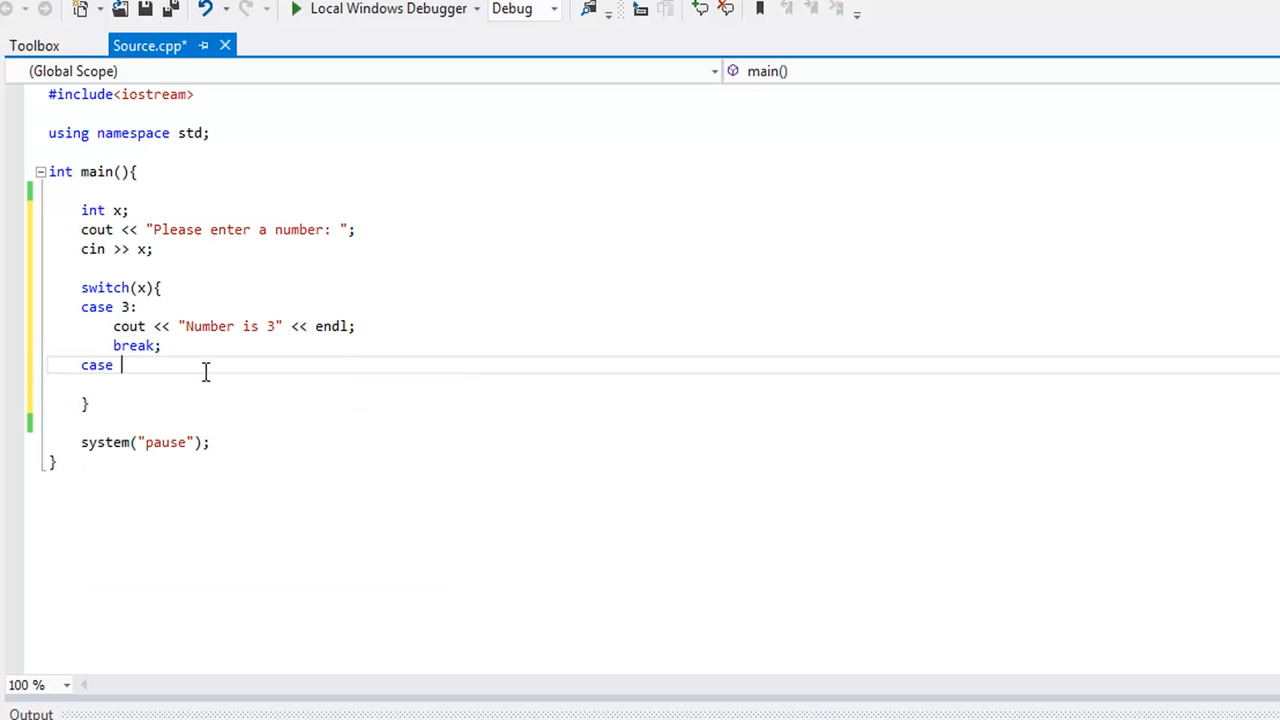 Local Windows Debugger Debug
Toolbox Source.cpp*
(Global Scope) main()
#include<iostream>
using namespace std;
int main(){
int x;
cout << "Please enter a number: ";
cin >> x;
switch(x){
case 3:
cout << "Number is 3" << endl;
break;
case
}
system("pause");
}
100 %
Output